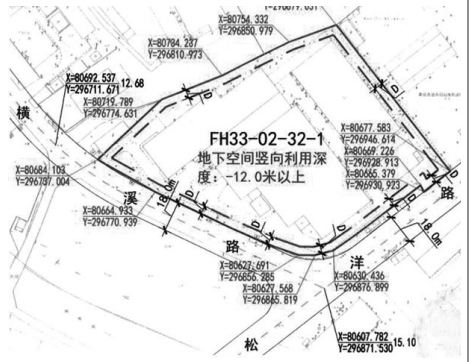 X=80754.332
Y=296850.979
X=80784.237
Y=296810.973
X=80692.537
Y=296711.671
12.68
X=80719.789
Y=296774.631
横
FH33-02-32-1
地下空间竖向利用深
度：-12.0米以上
X=80677.583
Y=296946.614
X=80669.226
Y=296928.913
X=80665.379
Y=296930.923
X=80684.103
Y=296737.004
溪
路
X=80664.933
Y=296770.939
18.0m
18.0m
路
洋
X=80627.691
Y=296856.285
X=80627.568
Y=296865.819
X=80630.436
Y=296876.899
松
X=80607.782
Y=296871.530
15.10
D
D
D
D
D
D
D